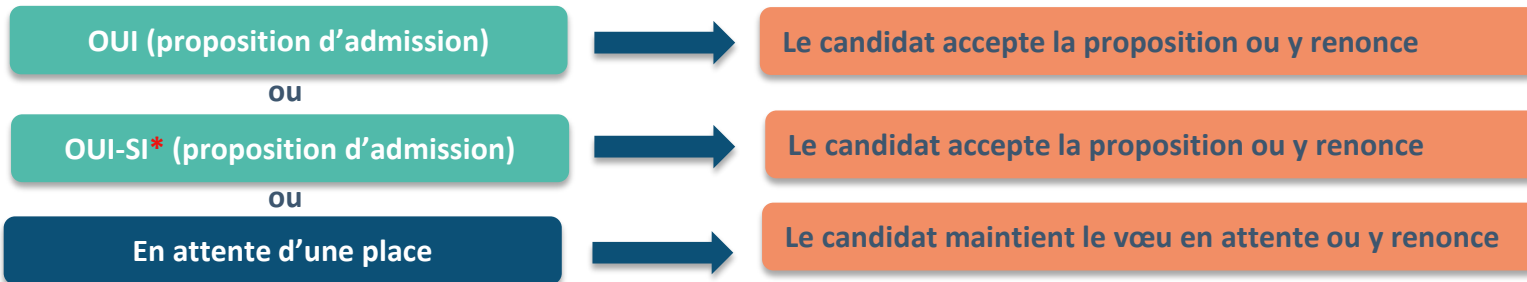 OUI (proposition d’admission)
Le candidat accepte la proposition ou y renonce
ou
OUI-SI* (proposition d’admission)
Le candidat accepte la proposition ou y renonce
ou
En attente d’une place
Le candidat maintient le vœu en attente ou y renonce